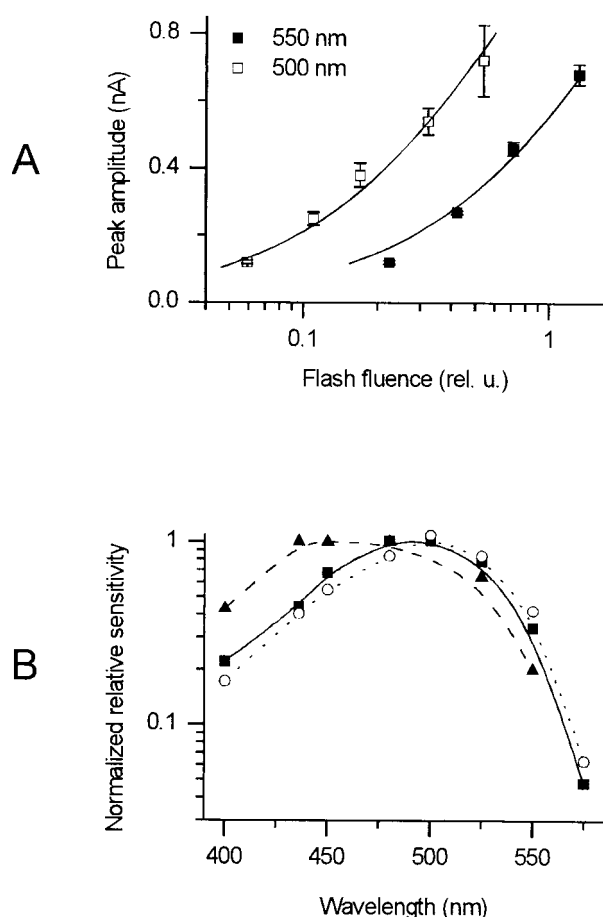 A
Peak amplitude (nA)
0.8
0.4
0.0
550 nm
500 nm
0.1
1
Flash fluence (rel. u.)
B
Normalized relative sensitivity
1
0.1
400
450
500
550
Wavelength (nm)